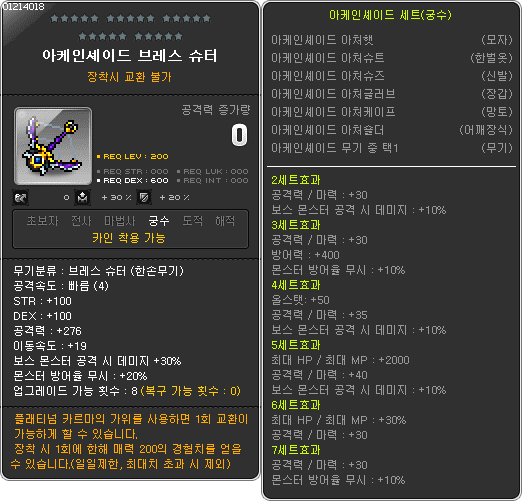 01214018
아케인셰이드 브레스 슈터
장착시 교환 불가
공격력 증가량
0
REQ LEV : 200
REQ STR : 000 REQ LUK : 000
REQ DEX : 600 REQ INT : 000
0 +30% +20%
초보자 전사 마법사 궁수 도적 해적
카인 착용 가능
무기분류 : 브레스 슈터 (한손무기)
공격속도 : 빠름 (4)
STR : +100
DEX : +100
공격력 : +276
이동속도 : +19
보스 몬스터 공격 시 데미지 +30%
몬스터 방어율 무시 : +20%
업그레이드 가능 횟수 : 8 (복구 가능 횟수 : 0)
플래티넘 카르마의 가위를 사용하면 1회 교환이
가능하게 할 수 있습니다.
장착 시 1회에 한해 매력 200의 경험치를 얻을
수 있습니다.(일일제한, 최대치 초과 시 제외)
아케인셰이드 세트(궁수)
아케인셰이드 아처햇 (모자)
아케인셰이드 아처슈트 (한벌옷)
아케인셰이드 아처슈즈 (신발)
아케인셰이드 아처글러브 (장갑)
아케인셰이드 아처케이프 (망토)
아케인셰이드 아처숄더 (어깨장식)
아케인셰이드 무기 중 택1 (무기)
2세트효과
공격력 / 마력 : +30
보스 몬스터 공격 시 데미지 : +10%
3세트효과
공격력 / 마력 : +30
방어력 : +400
몬스터 방어율 무시 : +10%
4세트효과
올스탯: +50
공격력 / 마력 : +35
보스 몬스터 공격 시 데미지 : +10%
5세트효과
최대 HP / 최대 MP : +2000
공격력 / 마력 : +40
보스 몬스터 공격 시 데미지 : +10%
6세트효과
최대 HP / 최대 MP : +30%
공격력 / 마력 : +30
7세트효과
공격력 / 마력 : +30
보스 몬스터 공격 시 데미지 : +10%